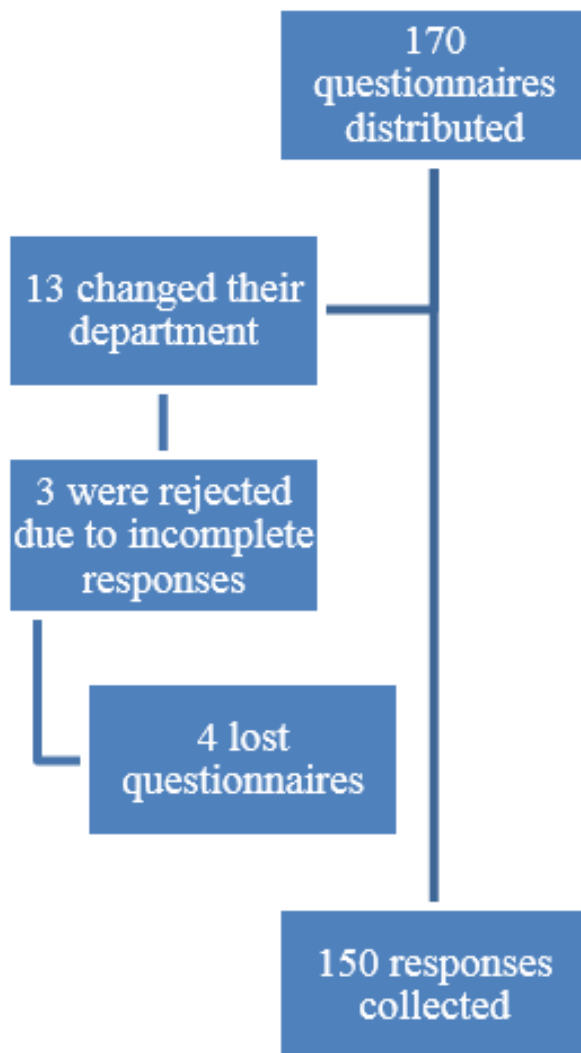 170
questionnaires
distributed
13 changed their
department
3 were rejected
due to incomplete
responses
4 lost
questionnaires
150 responses
collected